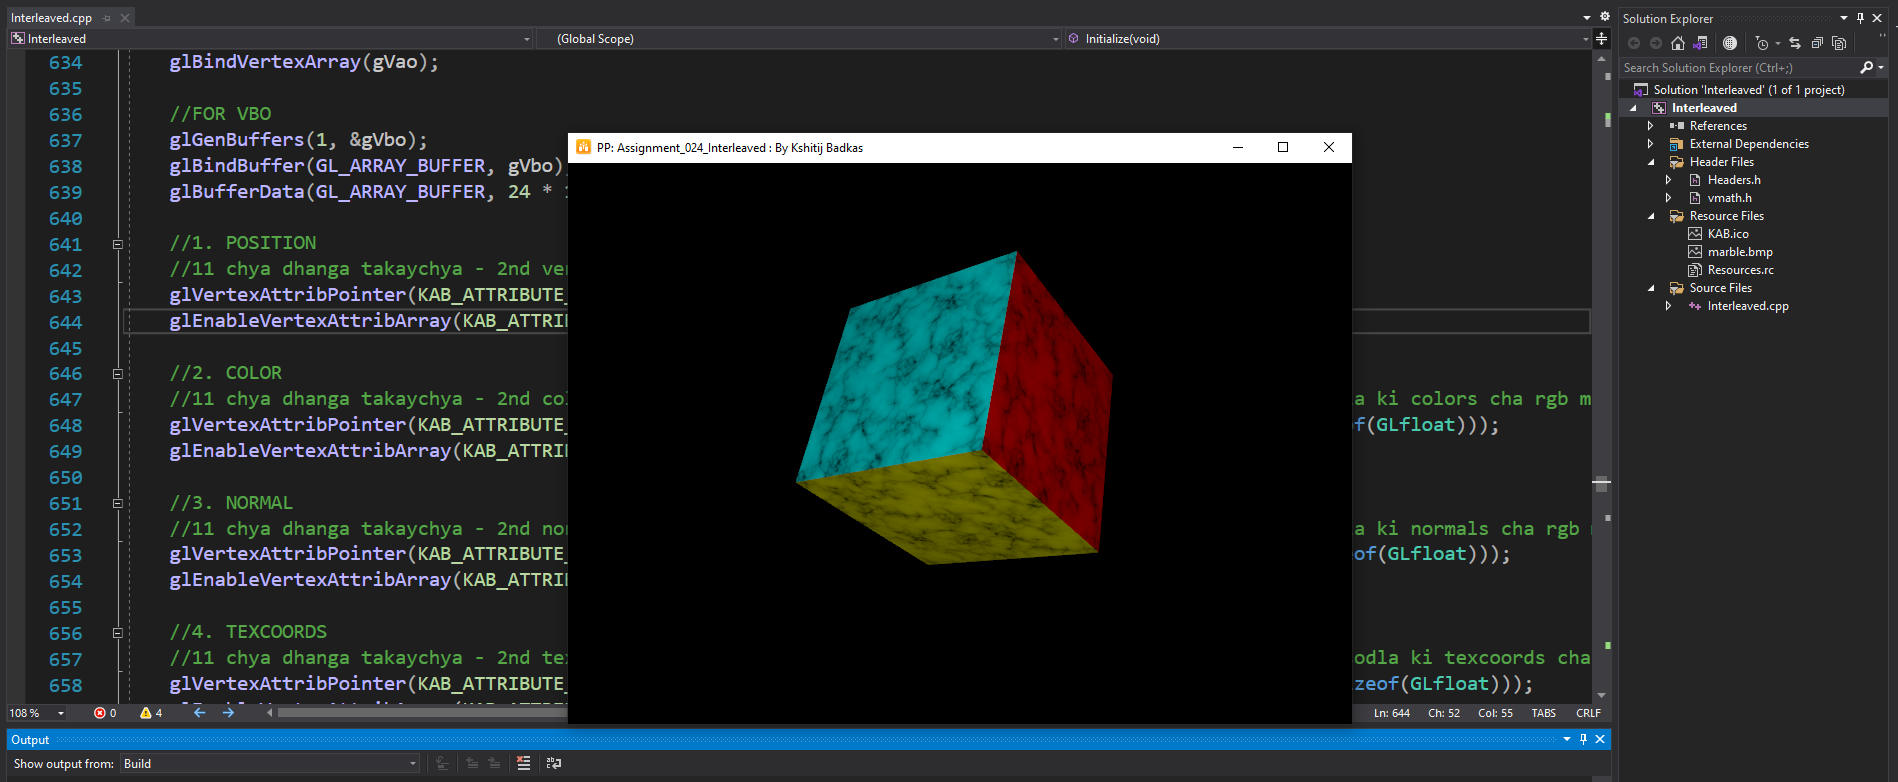 Interleaved.cpp
Interleaved
(Global Scope)
Initialize(void)
634 glBindVertexArray(gVao);
635
636 //FOR VBO
637 glGenBuffers(1, &gVbo);
638 glBindBuffer(GL_ARRAY_BUFFER, gVbo)
639 glBufferData(GL_ARRAY_BUFFER, 24 *
640
641 //1. POSITION
642 //11 chya dhanga takaychya - 2nd ve
643 glVertexAttribPointer(KAB_ATTRIBUTE_
644 glEnableVertexAttribArray(KAB_ATTRI
645
646 //2. COLOR
647 //11 chya dhanga takaychya - 2nd co a ki colors cha rgb m
648 glVertexAttribPointer(KAB_ATTRIBUTE_ f(GLfloat)));
649 glEnableVertexAttribArray(KAB_ATTRI
650
651 //3. NORMAL
652 //11 chya dhanga takaychya - 2nd no a ki normals cha rgb
653 glVertexAttribPointer(KAB_ATTRIBUTE_ of(GLfloat)));
654 glEnableVertexAttribArray(KAB_ATTRI
655
656 //4. TEXCOORDS
657 //11 chya dhanga takaychya - 2nd tex odla ki texcoords cha
658 glVertexAttribPointer(KAB_ATTRIBUTE_ zeof(GLfloat)));
PP: Assignment_024_Interleaved : By Kshitij Badkas
108 %
0
4
Ln: 644 Ch: 52 Col: 55 TABS CRLF
Output
Show output from: Build
Solution Explorer
Search Solution Explorer (Ctrl+;)
Solution 'Interleaved' (1 of 1 project)
Interleaved
References
External Dependencies
Header Files
Headers.h
vmath.h
Resource Files
KAB.ico
marble.bmp
Resources.rc
Source Files
Interleaved.cpp